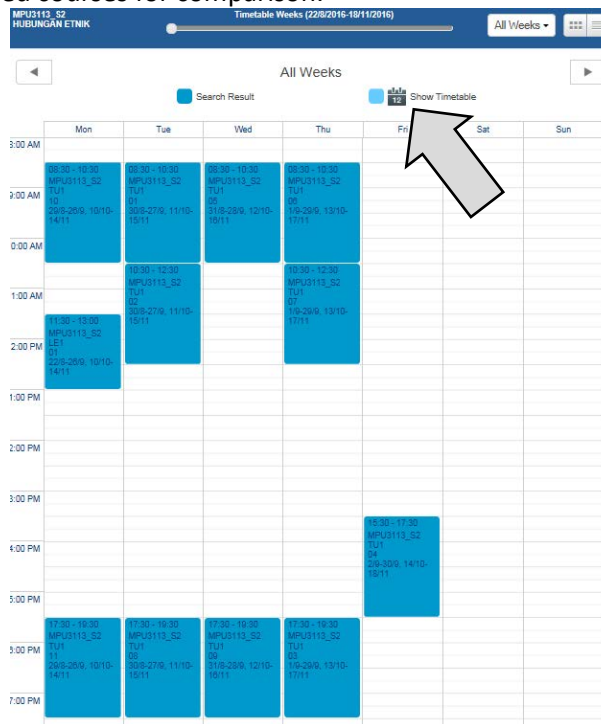 MPU3113_S2
HUBUNGAN ETNIK
Timetable Weeks (22/8/2016-18/11/2016)
All Weeks
All Weeks
Search Result
12
Show Timetable
Mon
Tue
Wed
Thu
Fri
Sat
Sun
:00 AM
9:00 AM
0:00 AM
1:00 AM
2:00 PM
1:00 PM
2:00 PM
3:00 PM
4:00 PM
5:00 PM
6:00 PM
7:00 PM
08:30 - 10:30
MPU3113_S2
TU1
10
29/8-26/9, 10/10-
14/11
11:30 - 13:00
MPU3113_S2
LE1
01
22/8-26/9, 10/10-
14/11
17:30 - 19:30
MPU3113_S2
TU1
11
29/8-26/9, 10/10-
14/11
08:30 - 10:30
MPU3113_S2
TU1
01
30/8-27/9, 11/10-
15/11
10:30 - 12:30
MPU3113_S2
TU1
02
30/8-27/9, 11/10-
15/11
17:30 - 19:30
MPU3113_S2
TU1
08
30/8-27/9, 11/10-
15/11
08:30 - 10:30
MPU3113_S2
TU1
05
31/8-28/9, 12/10-
16/11
17:30 - 19:30
MPU3113_S2
TU1
09
31/8-28/9, 12/10-
16/11
08:30 - 10:30
MPU3113_S2
TU1
06
1/9-29/9, 13/10-
17/11
10:30 - 12:30
MPU3113_S2
TU1
07
1/9-29/9, 13/10-
17/11
17:30 - 19:30
MPU3113_S2
TU1
03
1/9-29/9, 13/10-
17/11
15:30 - 17:30
MPU3113_S2
TU1
04
2/9-30/9, 14/10-
18/11